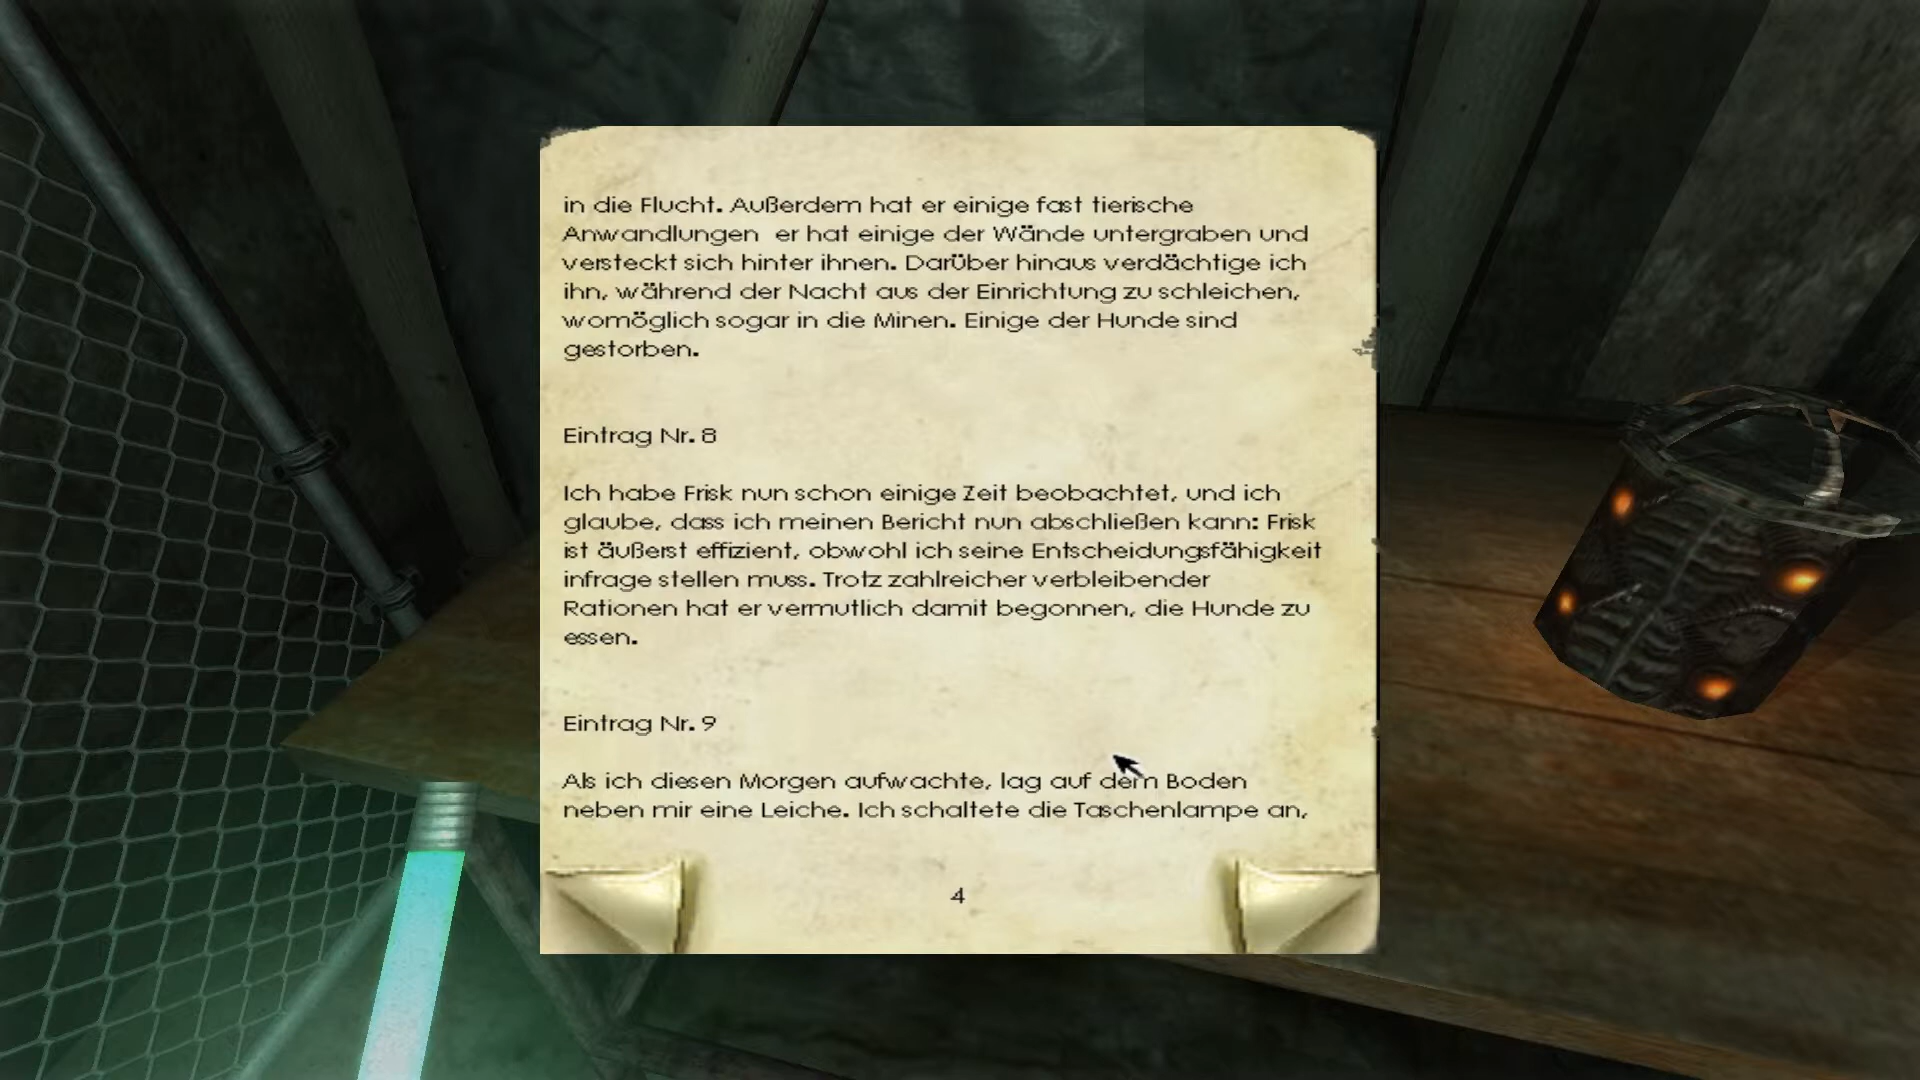 in die Flucht. Außerdem hat er einige fast tierische
Anwandlungen  er hat einige der Wände untergraben und
versteckt sich hinter ihnen. Darüber hinaus verdächtige ich
ihn, während der Nacht aus der Einrichtung zu schleichen,
womöglich sogar in die Minen. Einige der Hunde sind
gestorben.
Eintrag Nr. 8
Ich habe Frisk nun schon einige Zeit beobachtet, und ich
glaube, dass ich meinen Bericht nun abschließen kann: Frisk
ist äußerst effizient, obwohl ich seine Entscheidungsfähigkeit
infrage stellen muss. Trotz zahlreicher verbleibender
Rationen hat er vermutlich damit begonnen, die Hunde zu
essen.
Eintrag Nr. 9
Als ich diesen Morgen aufwachte, lag auf dem Boden
neben mir eine Leiche. Ich schaltete die Taschenlampe an,
4